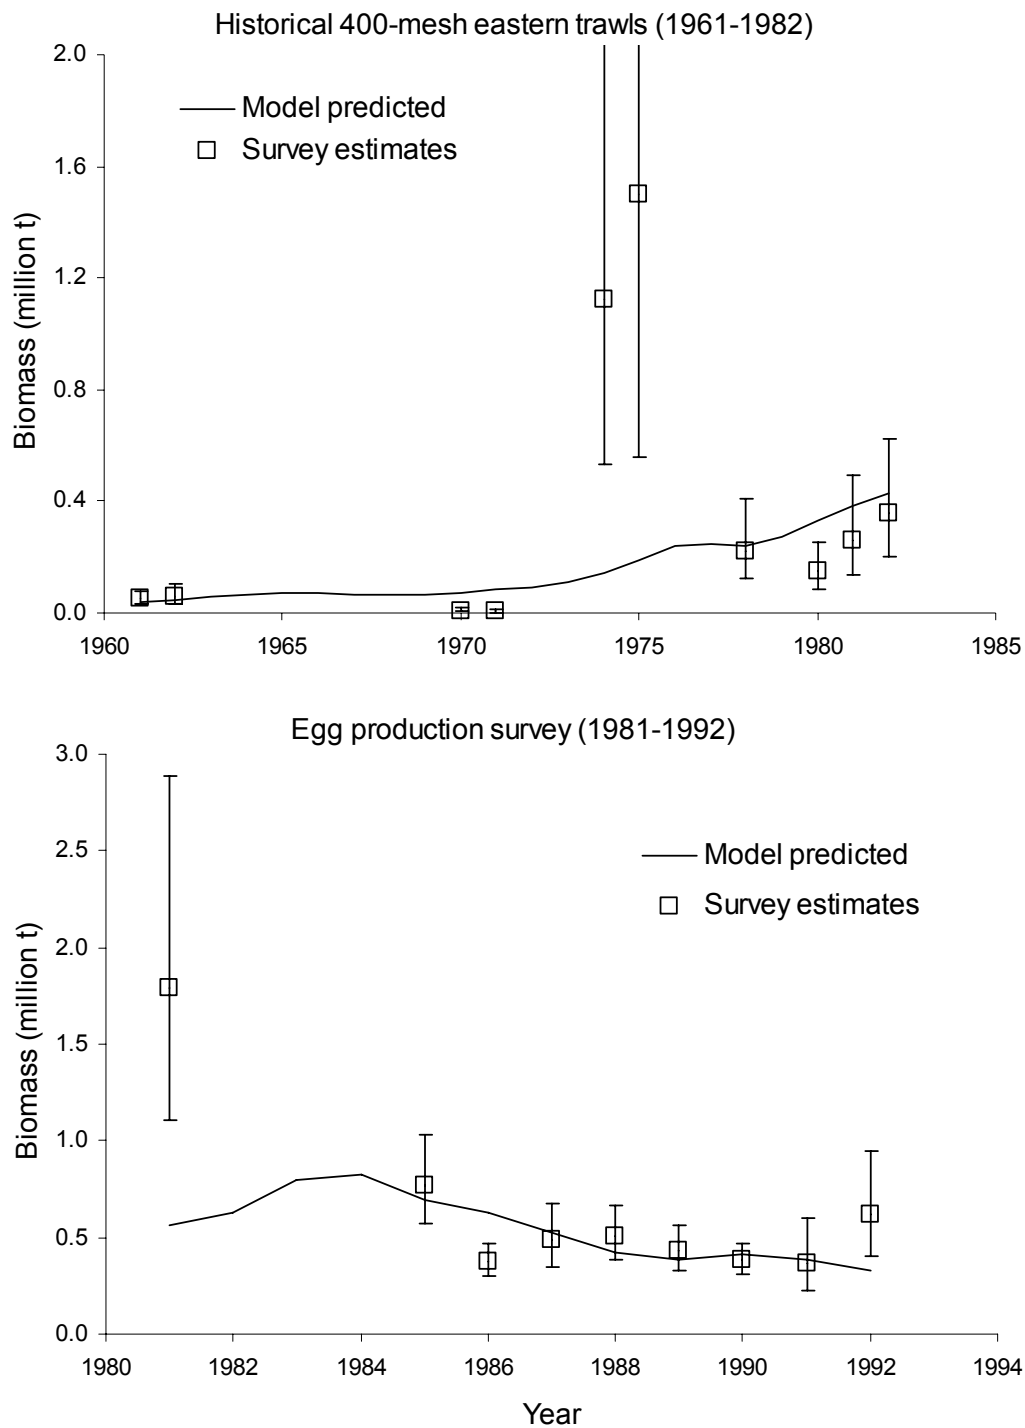 Historical 400-mesh eastern trawls (1961-1982)
2.0
Model predicted
Survey estimates
1.6
1.2
0.8
0.4
0.0
Biomass (million t)
1960 1965 1970 1975 1980 1985
Egg production survey (1981-1992)
3.0
2.5
Model predicted
Survey estimates
2.0
1.5
1.0
0.5
0.0
Biomass (million t)
1980 1982 1984 1986 1988 1990 1992 1994
Year